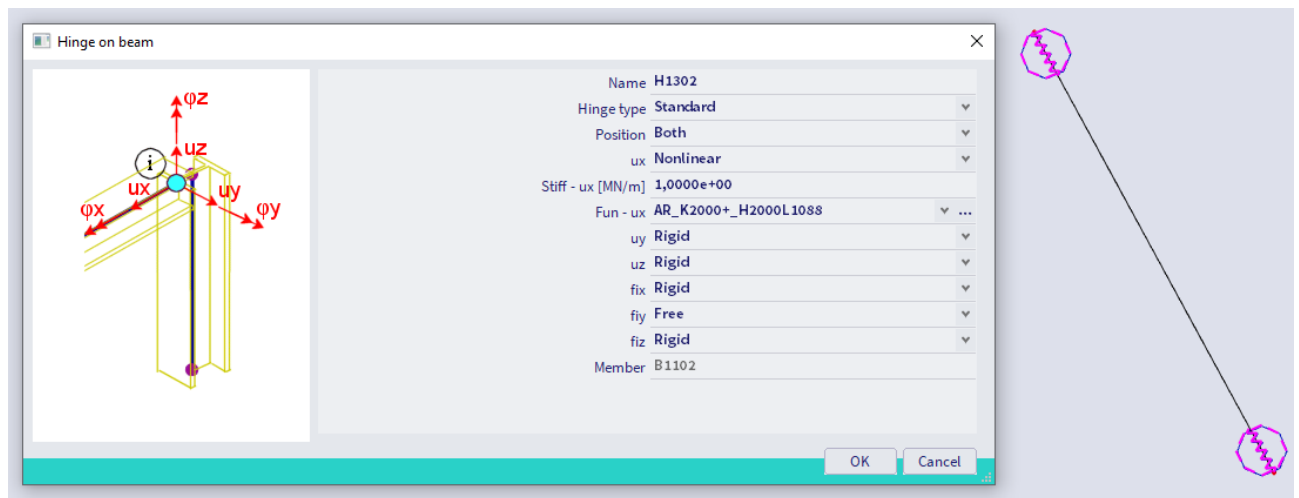 Hinge on beam
φz
uz
i
ux
uy
φx
φy
Name H1302
Hinge type Standard
Position Both
ux Nonlinear
Stiff - ux [MN/m] 1,0000e+00
Fun - ux AR_K2000+_H2000L1088 ...
uy Rigid
uz Rigid
fix Rigid
fiy Free
fiz Rigid
Member B1102
OK Cancel